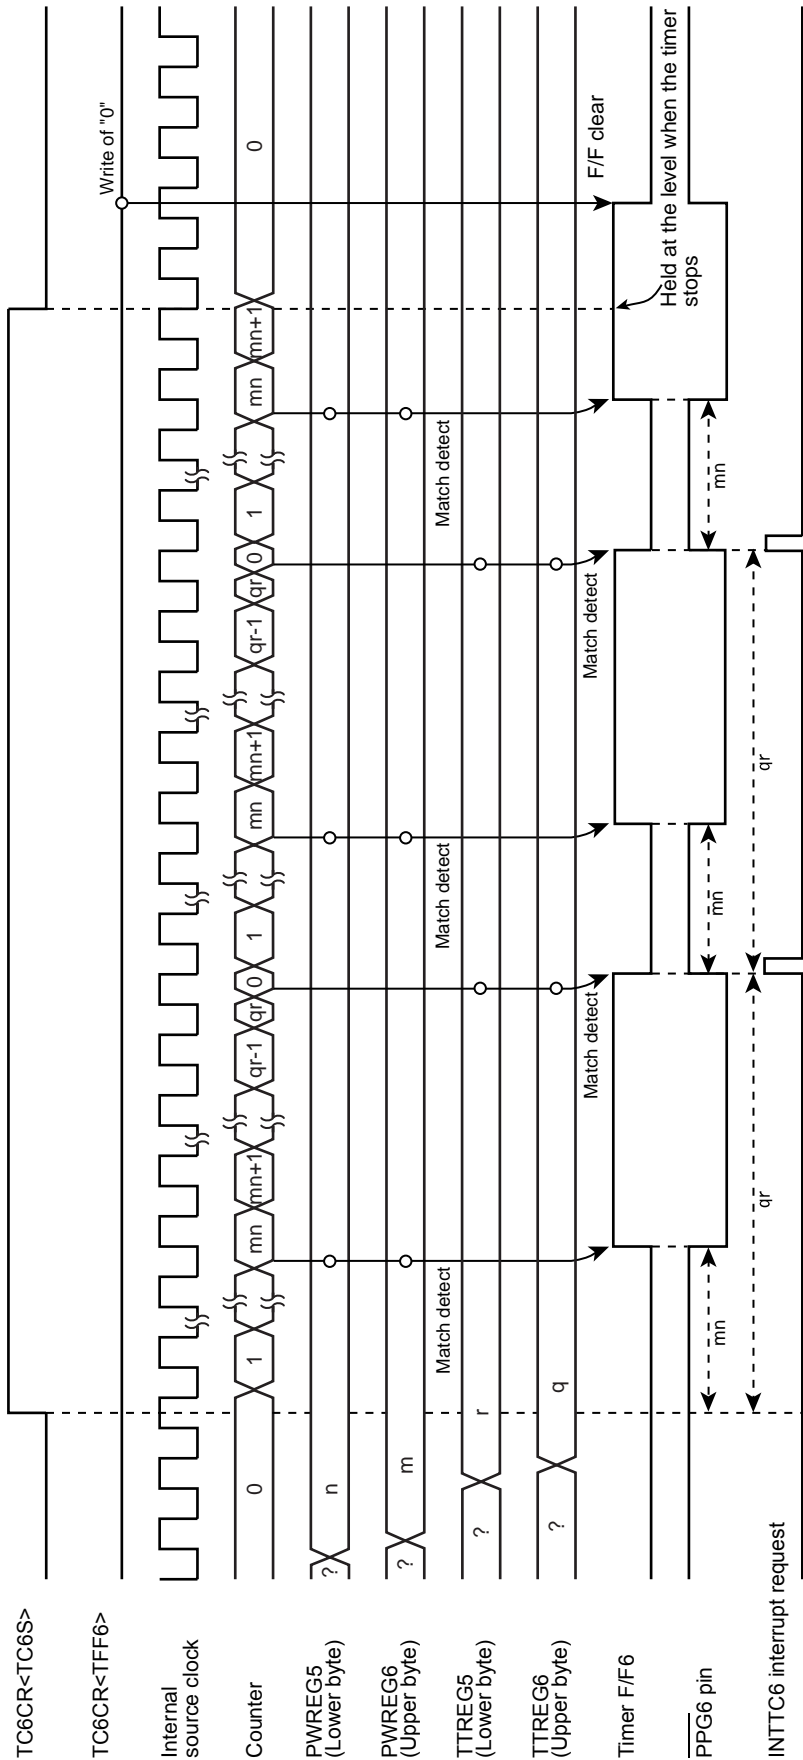 TC6CR<TC6S>
TC6CR<TFF6>
Write of "0"
Internal
source clock
Counter
0
1
mn
mn+1
qr-1
qr
0
1
mn
mn+1
qr-1
qr
0
1
mn
mn+1
0
PWREG5
(Lower byte)
?
n
PWREG6
(Upper byte)
?
m
Match detect
Match detect
Match detect
TTREG5
(Lower byte)
?
r
TTREG6
(Upper byte)
?
q
Match detect
Match detect
F/F clear
Timer F/F6
Held at the level when the timer
stops
PPG6 pin
mn
mn
mn
qr
qr
INTTC6 interrupt request